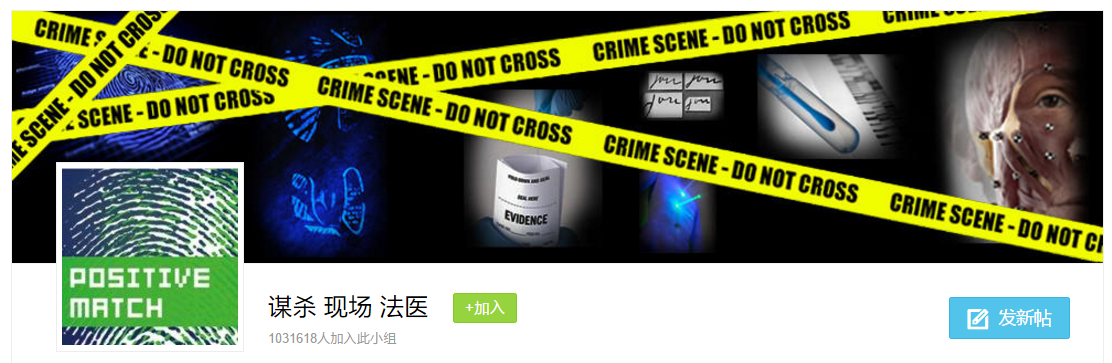 CRIME SCENE - DO NOT CROSS
CRIME SCENE - DO NOT CROSS
CRIME SCENE - DO NOT CROSS
CRIME SCENE - DO NOT CROSS
SCENE - DO NOT CROSS
SCENE - DO NOT CROSS
CRIME SCENE - DO NOT CROSS
CRIME SCENE - DO NOT
EVIDENCE
POSITIVE
MATCH
谋杀 现场 法医
+加入
发新帖
1031618人加入此小组